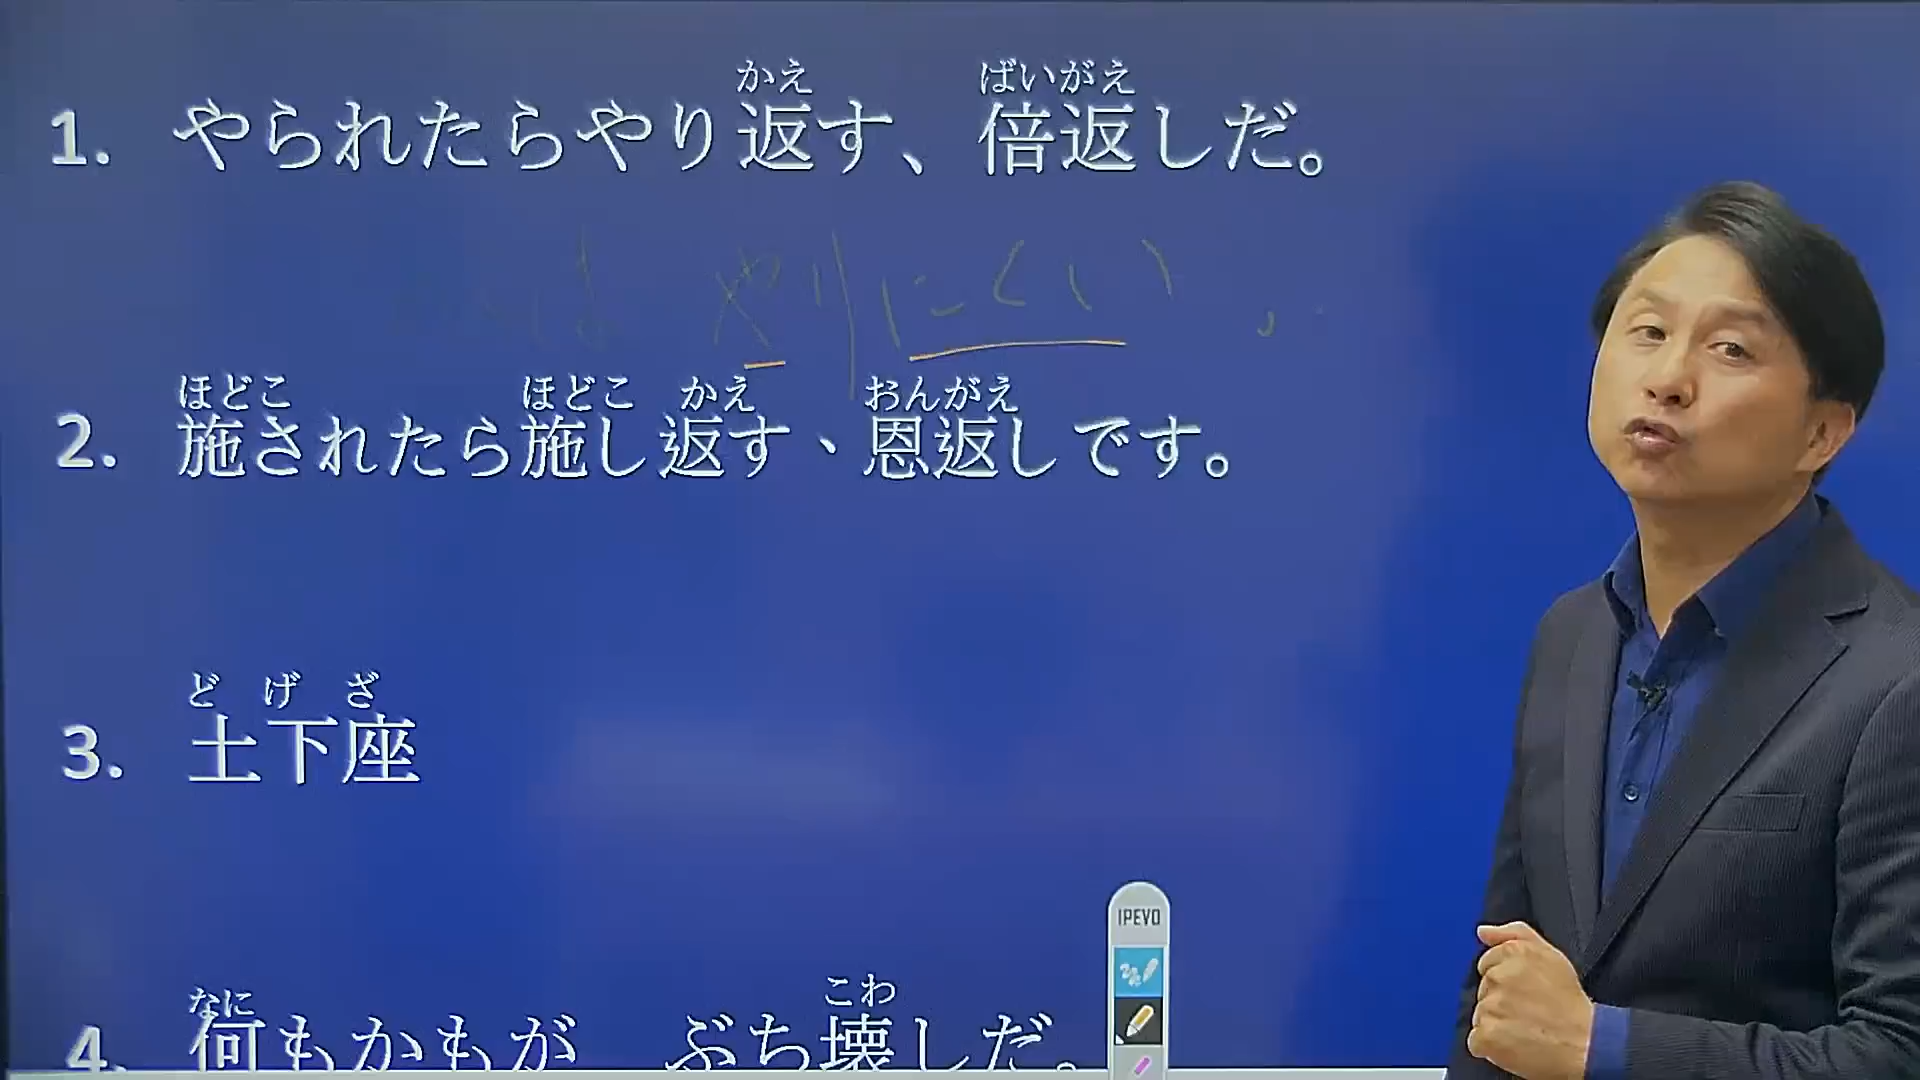 かえ ばいがえ
1. やられたらやり返す、倍返しだ。
は やりにくい
ほどこ ほどこ かえ おんがえ
2. 施されたら施し返す、恩返しです。
どげざ
3. 土下座
なに こわ
4. 何もかもが ぶち壊しだ。
IPEVO